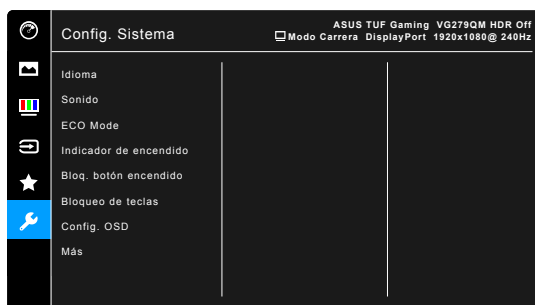 Config. Sistema
ASUS TUF Gaming VG279QM HDR Off
Modo Carrera DisplayPort 1920x1080@ 240Hz
Idioma
Sonido
ECO Mode
Indicador de encendido
Bloq. botón encendido
Bloqueo de teclas
Config. OSD
Más